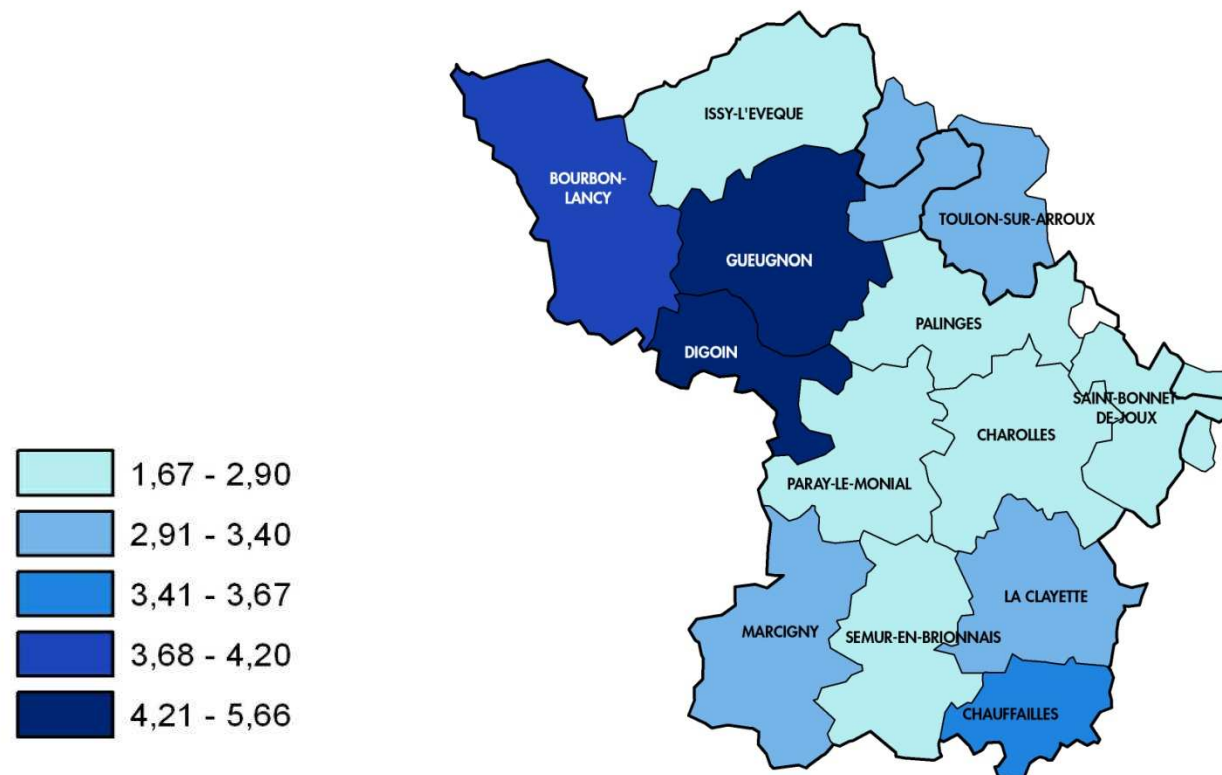 ISSY-L'EVEQUE
BOURBON-
LANCY
TOULON-SUR-ARROUX
GUEUGNON
PALINGES
DIGOIN
SAINT-BONNET
DE-JOUX
CHAROLLES
PARAY-LE-MONIAL
LA CLAYETTE
MARCIGNY
SEMUR-EN-BRIONNAIS
CHAUFFAILLES
1,67 - 2,90
2,91 - 3,40
3,41 - 3,67
3,68 - 4,20
4,21 - 5,66